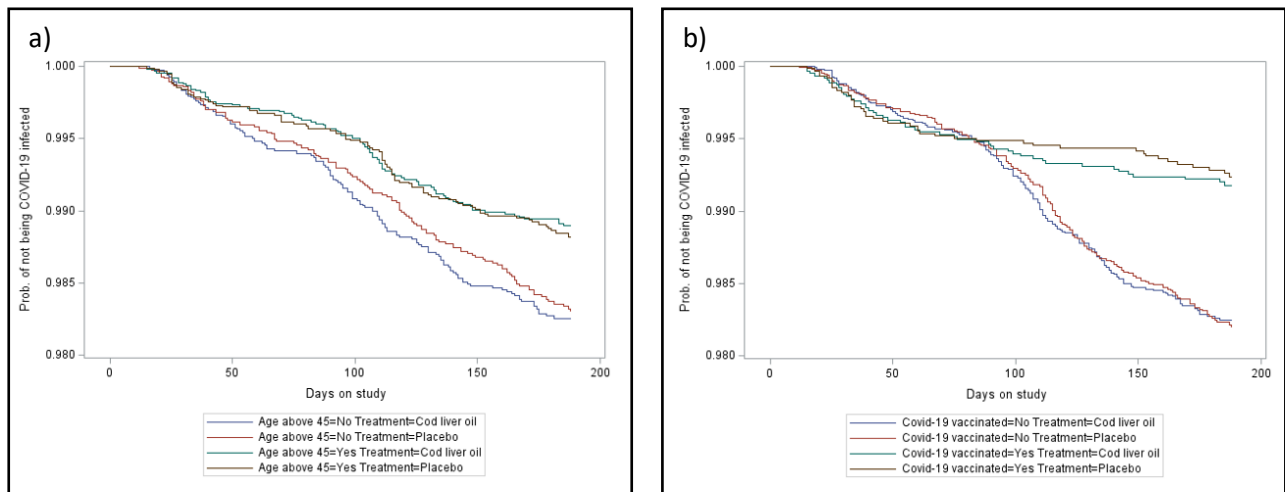 a)
1.000
0.995
0.990
0.985
0.980
Prob. of not being COVID-19 infected
0
50
100
150
200
Days on study
Age above 45=No Treatment=Cod liver oil
Age above 45=No Treatment=Placebo
Age above 45=Yes Treatment=Cod liver oil
Age above 45=Yes Treatment=Placebo
b)
1.000
0.995
0.990
0.985
0.980
Prob. of not being COVID-19 infected
0
50
100
150
200
Days on study
Covid-19 vaccinated=No Treatment=Cod liver oil
Covid-19 vaccinated=No Treatment=Placebo
Covid-19 vaccinated=Yes Treatment=Cod liver oil
Covid-19 vaccinated=Yes Treatment=Placebo